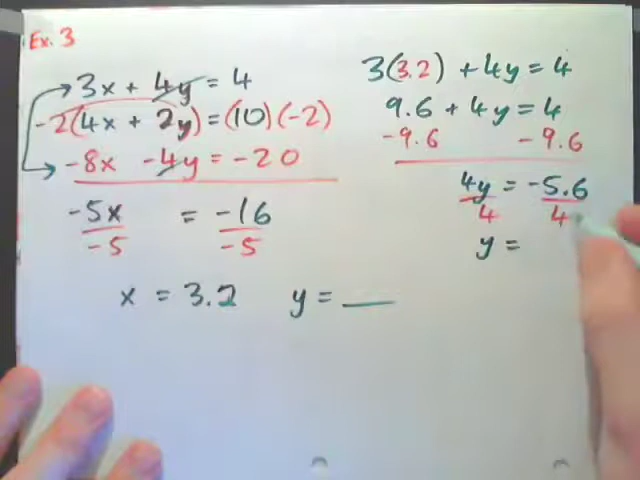 Ex. 3
3x + 4y = 4
-2(4x + 2y) = (10)(-2)
-8x -4y = -20
-5x = -16
-5 -5
x = 3.2 y = __
3(3.2) + 4y = 4
9.6 + 4y = 4
-9.6 -9.6
4y = -5.6
4 4
y =